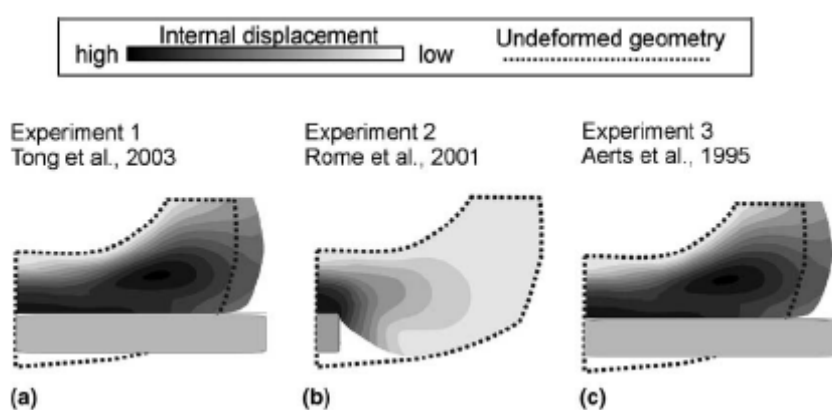 Internal displacement
high low
Undeformed geometry
Experiment 1
Tong et al., 2003
Experiment 2
Rome et al., 2001
Experiment 3
Aerts et al., 1995
(a)
(b)
(c)